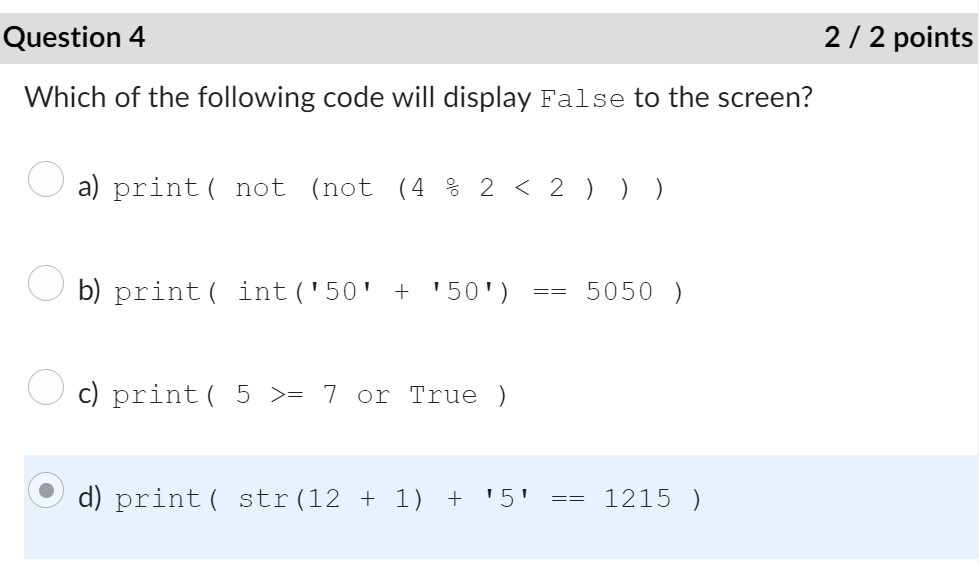 Question 4 2 / 2 points
Which of the following code will display False to the screen?
a) print( not (not (4 % 2 < 2 ) ) )
b) print( int('50' + '50') == 5050 )
c) print( 5 >= 7 or True )
d) print( str(12 + 1) + '5' == 1215 )